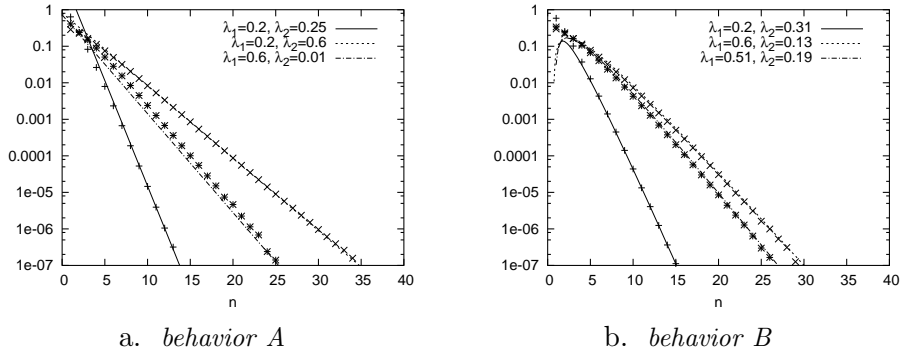 1
0.1
0.01
0.001
0.0001
1e-05
1e-06
1e-07
0 5 10 15 20 25 30 35 40
n
λ1=0.2, λ2=0.25
λ1=0.2, λ2=0.6
λ1=0.6, λ2=0.01
a. behavior A
1
0.1
0.01
0.001
0.0001
1e-05
1e-06
1e-07
0 5 10 15 20 25 30 35 40
n
λ1=0.2, λ2=0.31
λ1=0.6, λ2=0.13
λ1=0.51, λ2=0.19
b. behavior B